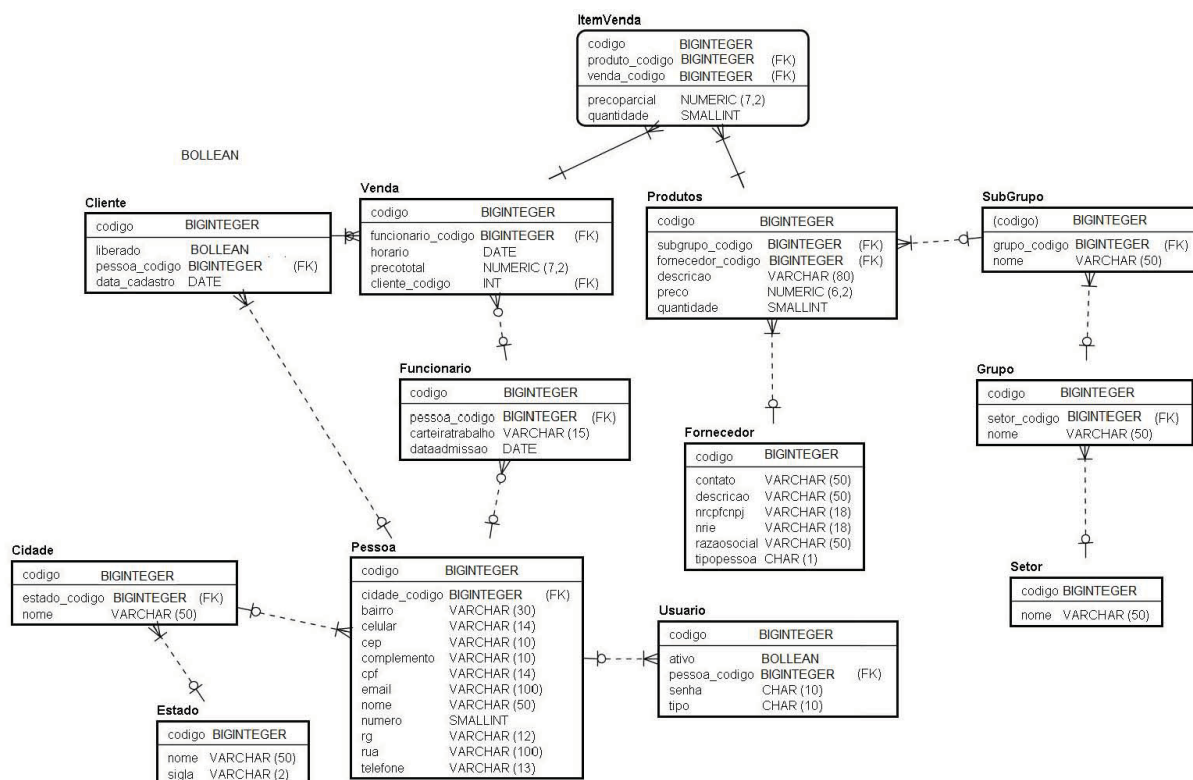 ItemVenda
codigo BIGINTEGER
produto_codigo BIGINTEGER (FK)
venda_codigo BIGINTEGER (FK)
precoparcial NUMERIC (7,2)
quantidade SMALLINT
BOLLEAN
Cliente
codigo BIGINTEGER
liberado BOLLEAN
pessoa_codigo BIGINTEGER (FK)
data_cadastro DATE
Venda
codigo BIGINTEGER
funcionario_codigo BIGINTEGER (FK)
horario DATE
precototal NUMERIC (7,2)
cliente_codigo INT (FK)
Produtos
codigo BIGINTEGER
subgrupo_codigo BIGINTEGER (FK)
fornecedor_codigo BIGINTEGER (FK)
descricao VARCHAR (80)
preco NUMERIC (6,2)
quantidade SMALLINT
SubGrupo
(codigo) BIGINTEGER
grupo_codigo BIGINTEGER (FK)
nome VARCHAR (50)
Funcionario
codigo BIGINTEGER
pessoa_codigo BIGINTEGER (FK)
carteiratrabalho VARCHAR (15)
dataadmissao DATE
Grupo
codigo BIGINTEGER
setor_codigo BIGINTEGER (FK)
nome VARCHAR (50)
Fornecedor
codigo BIGINTEGER
contato VARCHAR (50)
descricao VARCHAR (50)
nrcpfcnpj VARCHAR (18)
nrie VARCHAR (18)
razaosocial VARCHAR (50)
tipopessoa CHAR (1)
Cidade
codigo BIGINTEGER
estado_codigo BIGINTEGER (FK)
nome VARCHAR (50)
Pessoa
codigo BIGINTEGER
cidade_codigo BIGINTEGER (FK)
bairro VARCHAR (30)
celular VARCHAR (14)
cep VARCHAR (10)
complemento VARCHAR (10)
cpf VARCHAR (14)
email VARCHAR (100)
nome VARCHAR (50)
numero SMALLINT
rg VARCHAR (12)
rua VARCHAR (100)
telefone VARCHAR (13)
Setor
codigo BIGINTEGER
nome VARCHAR (50)
Usuario
codigo BIGINTEGER
ativo BOLLEAN
pessoa_codigo BIGINTEGER (FK)
senha CHAR (10)
tipo CHAR (10)
Estado
codigo BIGINTEGER
nome VARCHAR (50)
sigla VARCHAR (2)